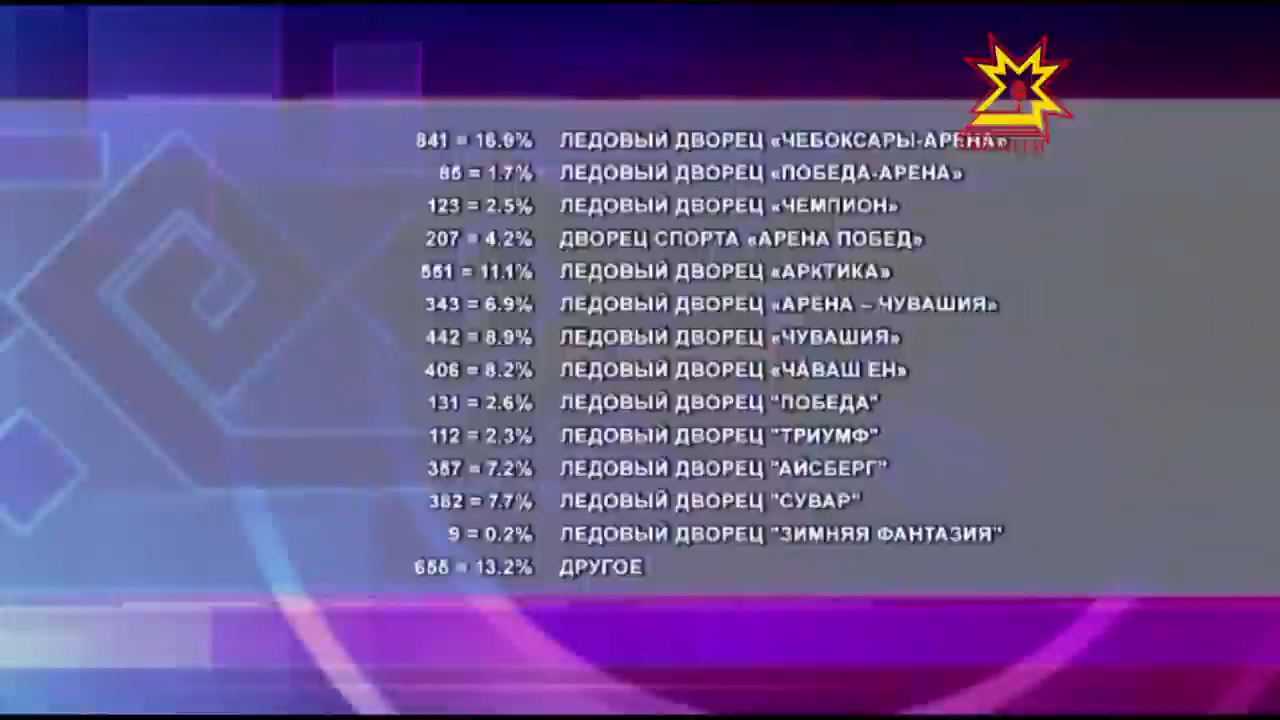 841 = 16.9% ЛЕДОВЫЙ ДВОРЕЦ «ЧЕБОКСАРЫ-АРЕНА»
85 = 1.7% ЛЕДОВЫЙ ДВОРЕЦ «ПОБЕДА-АРЕНА»
123 = 2.5% ЛЕДОВЫЙ ДВОРЕЦ «ЧЕМПИОН»
207 = 4.2% ДВОРЕЦ СПОРТА «АРЕНА ПОБЕД»
551 = 11.1% ЛЕДОВЫЙ ДВОРЕЦ «АРКТИКА»
343 = 6.9% ЛЕДОВЫЙ ДВОРЕЦ «АРЕНА – ЧУВАШИЯ»
442 = 8.9% ЛЕДОВЫЙ ДВОРЕЦ «ЧУВАШИЯ»
406 = 8.2% ЛЕДОВЫЙ ДВОРЕЦ «ЧĂВАШ ЕН»
131 = 2.6% ЛЕДОВЫЙ ДВОРЕЦ "ПОБЕДА"
112 = 2.3% ЛЕДОВЫЙ ДВОРЕЦ "ТРИУМФ"
= 7.2% ЛЕДОВЫЙ ДВОРЕЦ "АЙСБЕРГ"
382 = 7.7% ЛЕДОВЫЙ ДВОРЕЦ "СУВАР"
9 = 0.2% ЛЕДОВЫЙ ДВОРЕЦ "ЗИМНЯЯ ФАНТАЗИЯ"
655 = 13.2% ДРУГОЕ